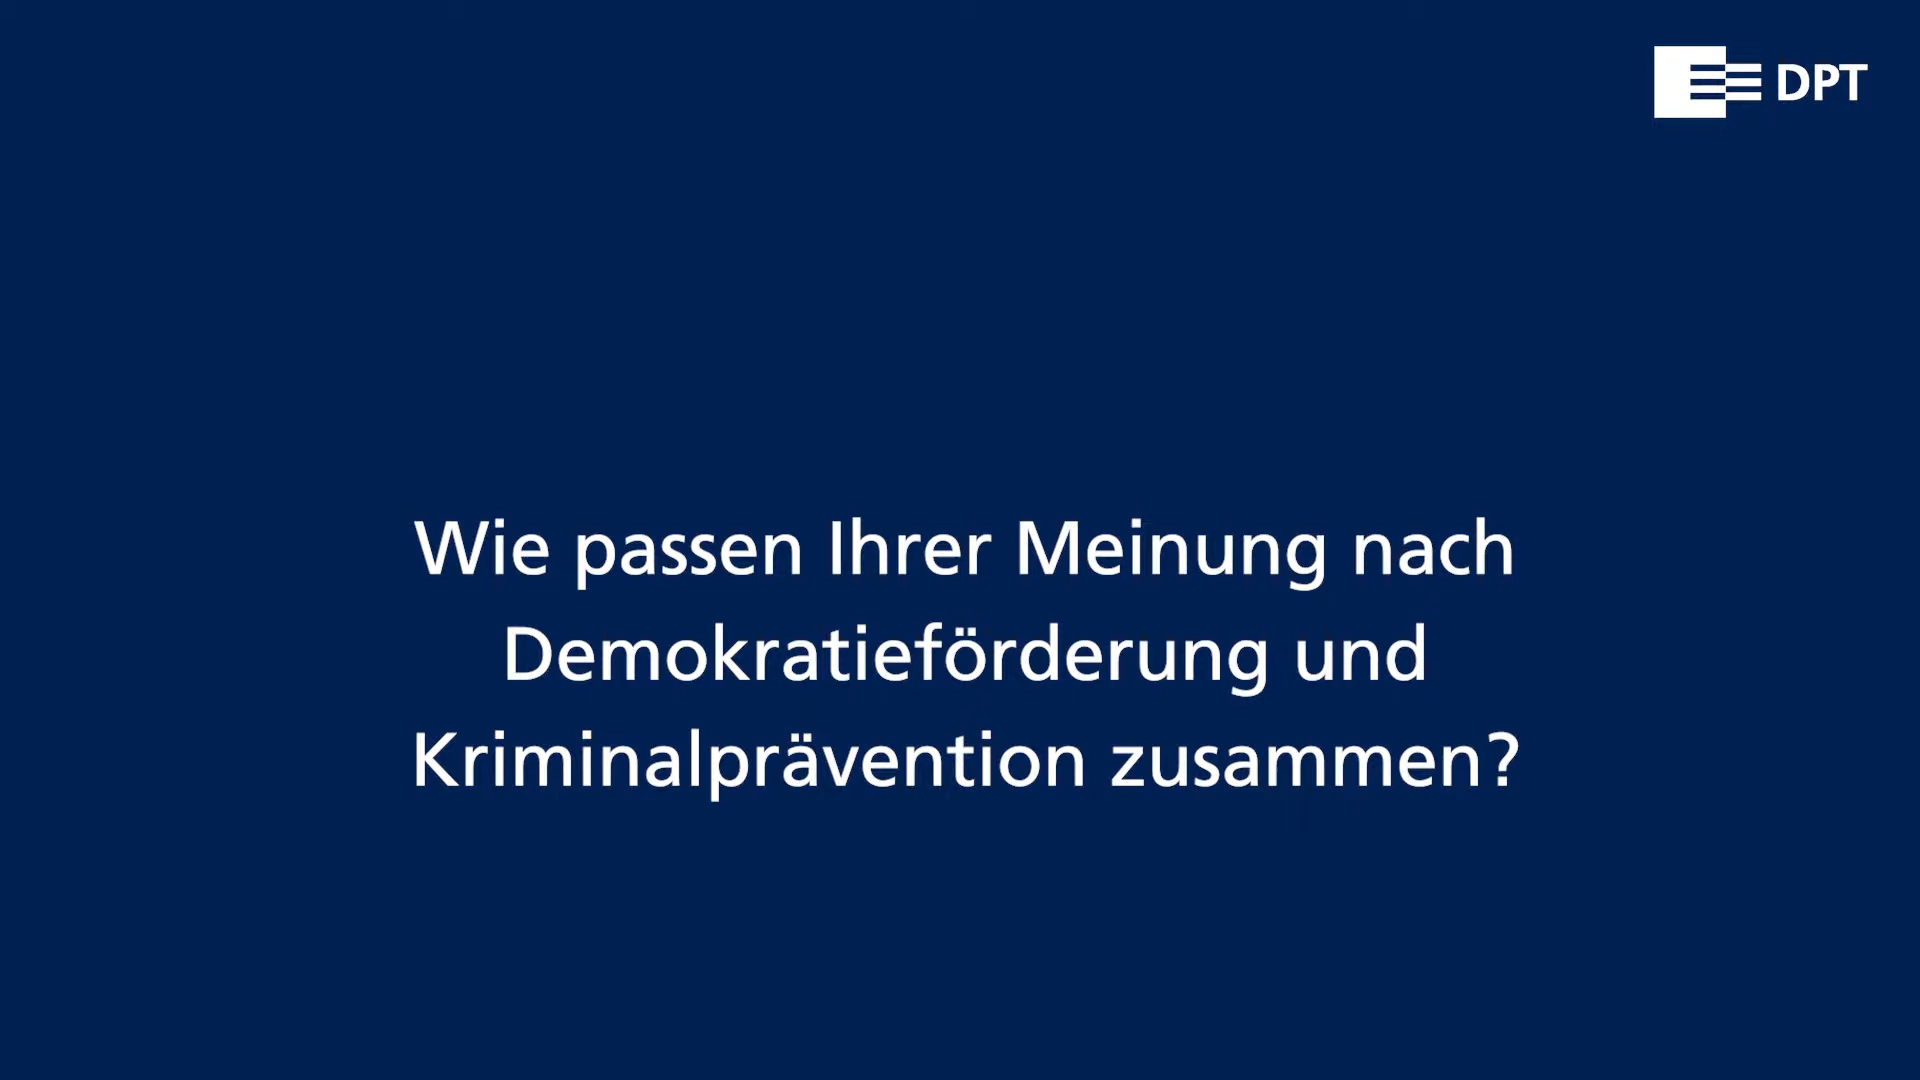 DPT
Wie passen Ihrer Meinung nach
Demokratieförderung und
Kriminalprävention zusammen?